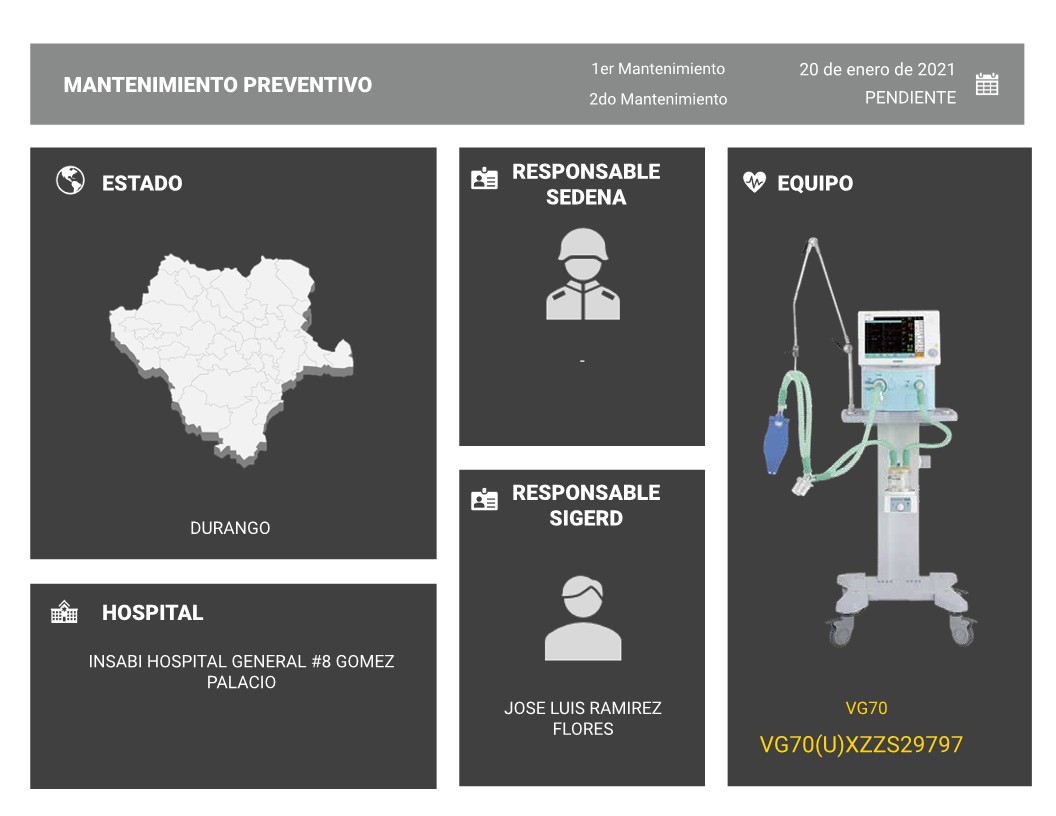 MANTENIMIENTO PREVENTIVO
1er Mantenimiento
20 de enero de 2021
2do Mantenimiento
PENDIENTE
ESTADO
DURANGO
HOSPITAL
INSABI HOSPITAL GENERAL #8 GOMEZ
PALACIO
RESPONSABLE
SEDENA
-
RESPONSABLE
SIGERD
JOSE LUIS RAMIREZ
FLORES
EQUIPO
VG70
VG70(U)XZZS29797